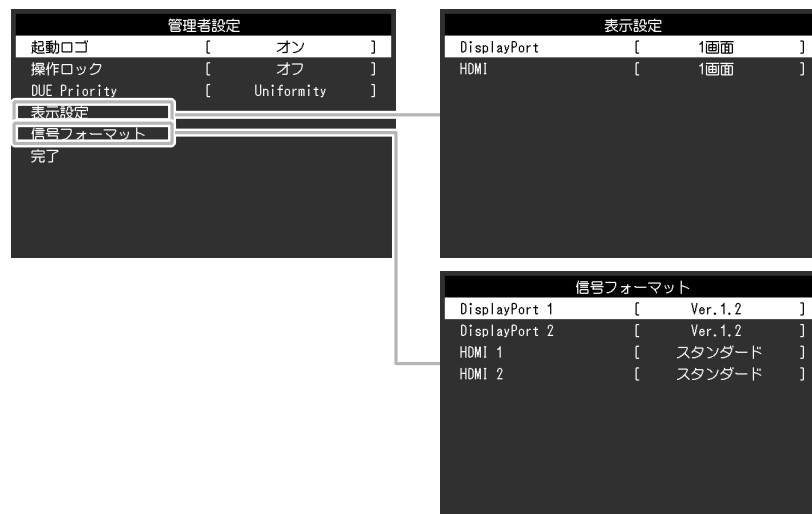 管理者設定
起動ロゴ [ オン ]
操作ロック [ オフ ]
DUE Priority [ Uniformity ]
表示設定
信号フォーマット
完了
表示設定
DisplayPort [ 1画面 ]
HDMI [ 1画面 ]
信号フォーマット
DisplayPort 1 [ Ver.1.2 ]
DisplayPort 2 [ Ver.1.2 ]
HDMI 1 [ スタンダード ]
HDMI 2 [ スタンダード ]